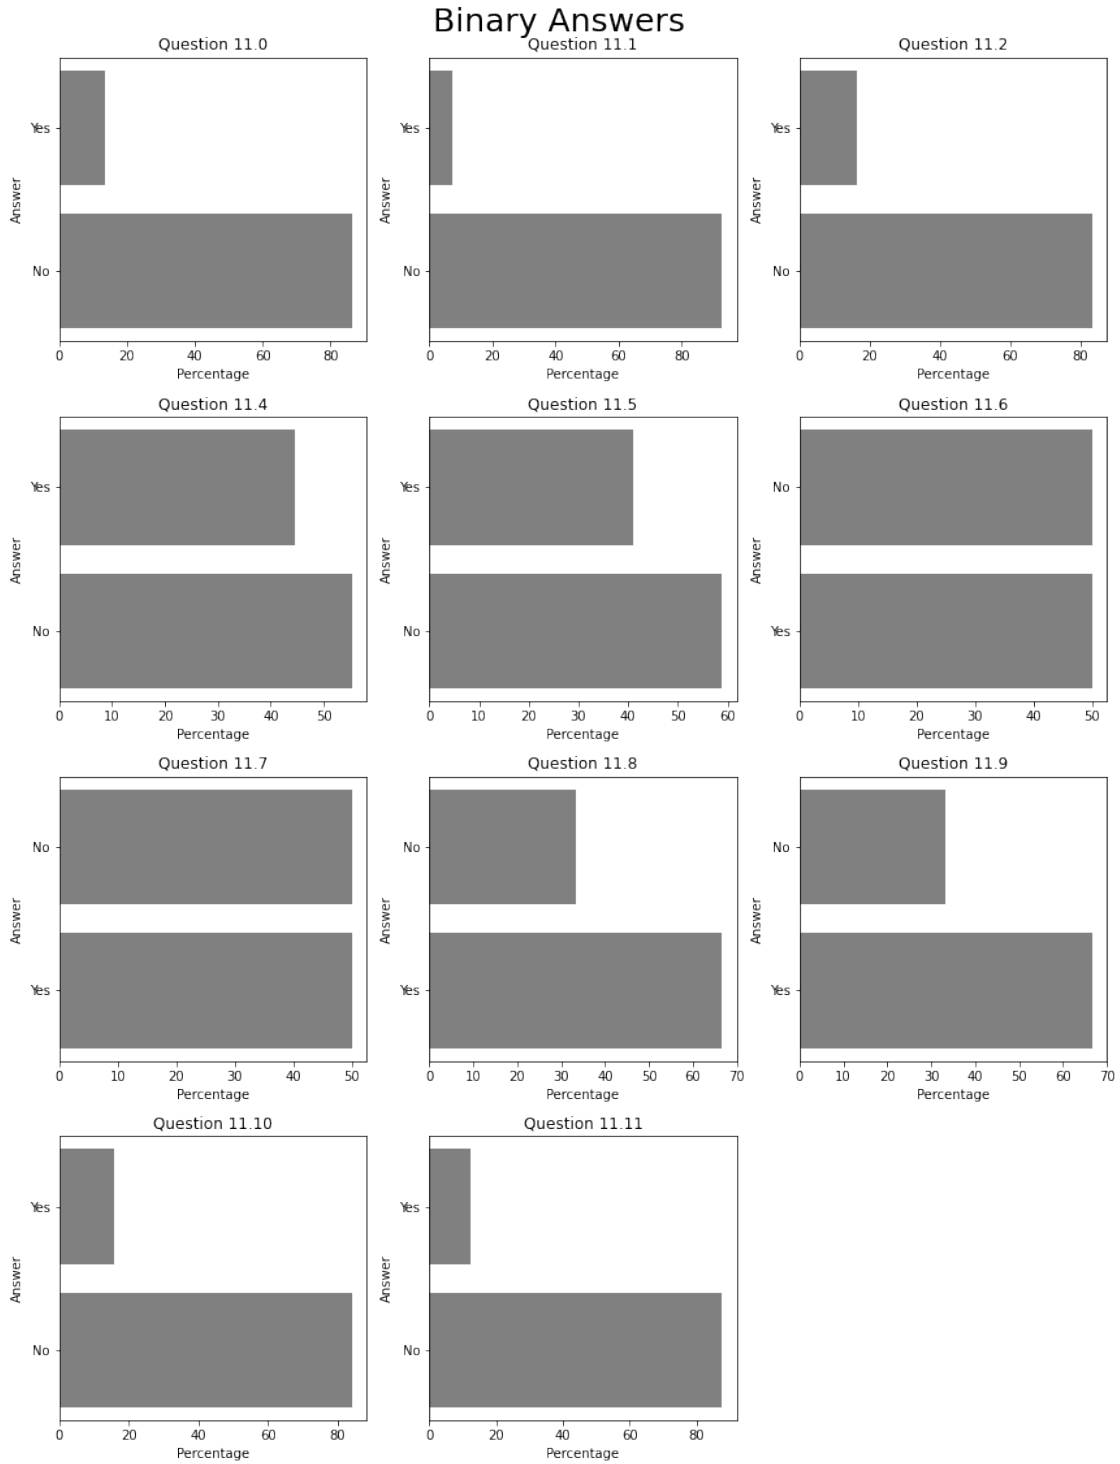 Binary Answers
Question 11.0
Question 11.1
Question 11.2
Yes
Yes
Yes
Answer
Answer
Answer
No
No
No
0 20 40 60 80
0 20 40 60 80
0 20 40 60 80
Percentage
Percentage
Percentage
Question 11.4
Question 11.5
Question 11.6
Yes
Yes
No
Answer
Answer
Answer
No
No
Yes
0 10 20 30 40 50
0 10 20 30 40 50 60
0 10 20 30 40 50
Percentage
Percentage
Percentage
Question 11.7
Question 11.8
Question 11.9
No
No
No
Answer
Answer
Answer
Yes
Yes
Yes
0 10 20 30 40 50
0 10 20 30 40 50 60 70
0 10 20 30 40 50 60 70
Percentage
Percentage
Percentage
Question 11.10
Question 11.11
Yes
Yes
Answer
Answer
No
No
0 20 40 60 80
0 20 40 60 80
Percentage
Percentage